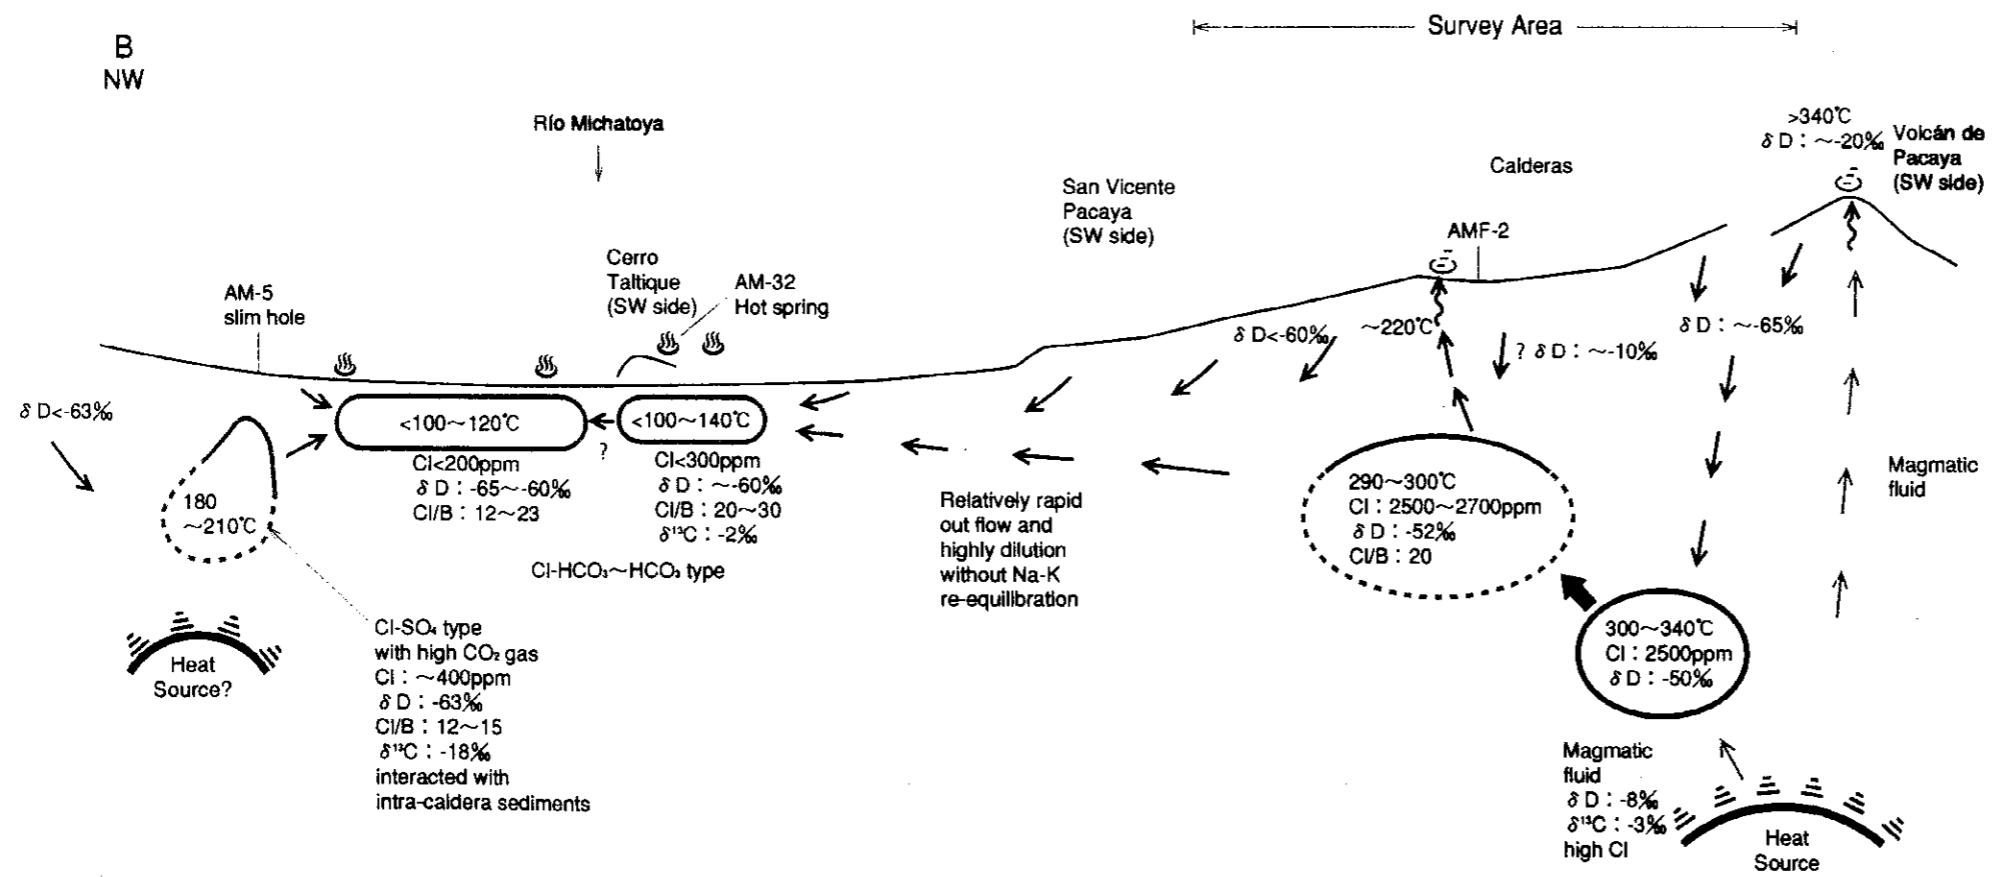 B
NW
Survey Area
Río Michatoya
>340℃
δD：～-20‰
Volcán de
Pacaya
(SW side)
Calderas
San Vicente
Pacaya
(SW side)
AMF-2
Cerro
Taltique
(SW side)
AM-32
Hot spring
AM-5
slim hole
δD<-60‰
～220℃
? δD：～-10‰
δD：～-65‰
δD<-63‰
<100～120℃
<100～140℃
?
Cl<200ppm
δD：-65～-60‰
Cl/B：12～23
Cl<300ppm
δD：～-60‰
Cl/B：20～30
δ¹³C：-2‰
Cl-HCO₃～HCO₃ type
180
～210℃
Relatively rapid
out flow and
highly dilution
without Na-K
re-equilibration
290～300℃
Cl：2500～2700ppm
δD：-52‰
Cl/B：20
Magmatic
fluid
300～340℃
Cl：2500ppm
δD：-50‰
Heat
Source?
Cl-SO₄ type
with high CO₂ gas
Cl：～400ppm
δD：-63‰
Cl/B：12～15
δ¹³C：-18‰
interacted with
intra-caldera sediments
Magmatic
fluid
δD：-8‰
δ¹³C：-3‰
high Cl
Heat
Source